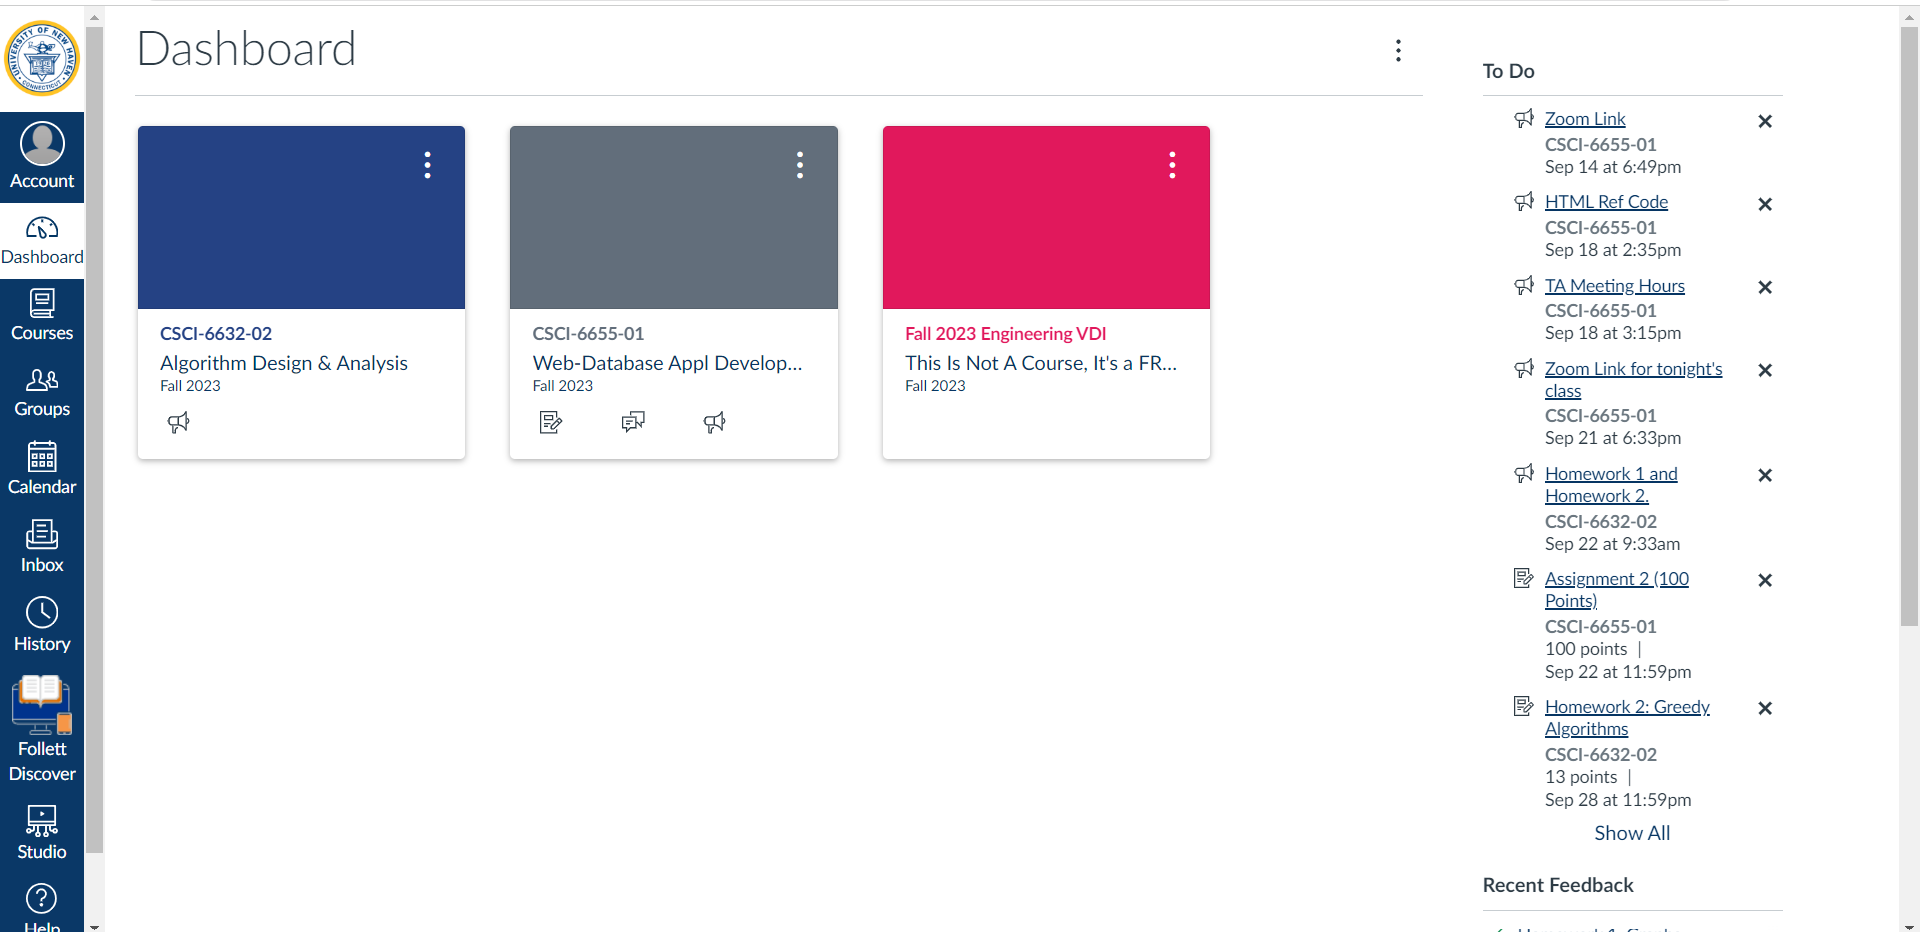 UNIVERSITY OF NEW HAVEN
CONNECTICUT
Account
Dashboard
Courses
Groups
Calendar
Inbox
History
Follett
Discover
Studio
Help
Dashboard
CSCI-6632-02
Algorithm Design & Analysis
Fall 2023
CSCI-6655-01
Web-Database Appl Develop...
Fall 2023
Fall 2023 Engineering VDI
This Is Not A Course, It's a FR...
Fall 2023
To Do
Zoom Link
CSCI-6655-01
Sep 14 at 6:49pm
HTML Ref Code
CSCI-6655-01
Sep 18 at 2:35pm
TA Meeting Hours
CSCI-6655-01
Sep 18 at 3:15pm
Zoom Link for tonight's
class
CSCI-6655-01
Sep 21 at 6:33pm
Homework 1 and
Homework 2.
CSCI-6632-02
Sep 22 at 9:33am
Assignment 2 (100
Points)
CSCI-6655-01
100 points |
Sep 22 at 11:59pm
Homework 2: Greedy
Algorithms
CSCI-6632-02
13 points |
Sep 28 at 11:59pm
Show All
Recent Feedback